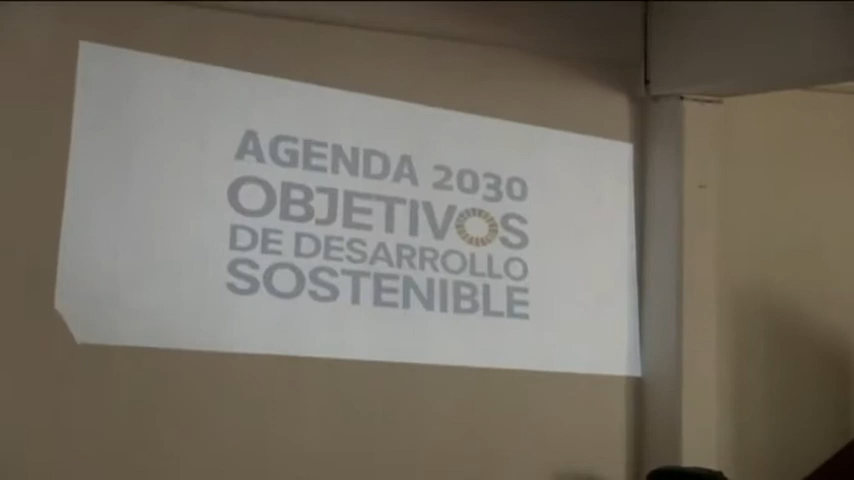 AGENDA 2030
OBJETIVOS
DE DESARROLLO
SOSTENIBLE